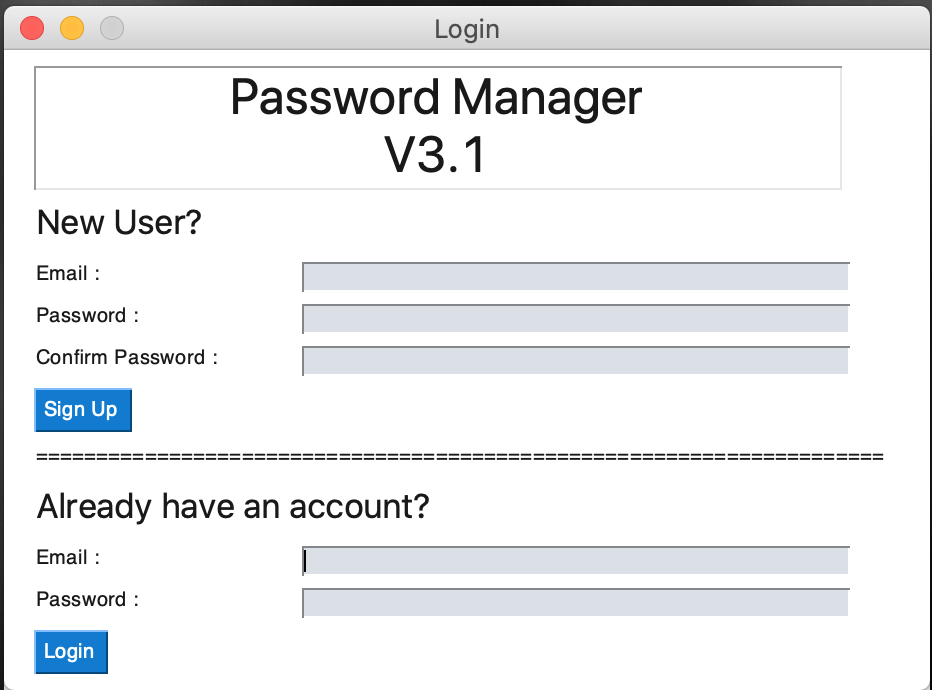 Login
Password Manager
V3.1
New User?
Email :
Password :
Confirm Password :
Sign Up
======================================================================
Already have an account?
Email :
Password :
Login